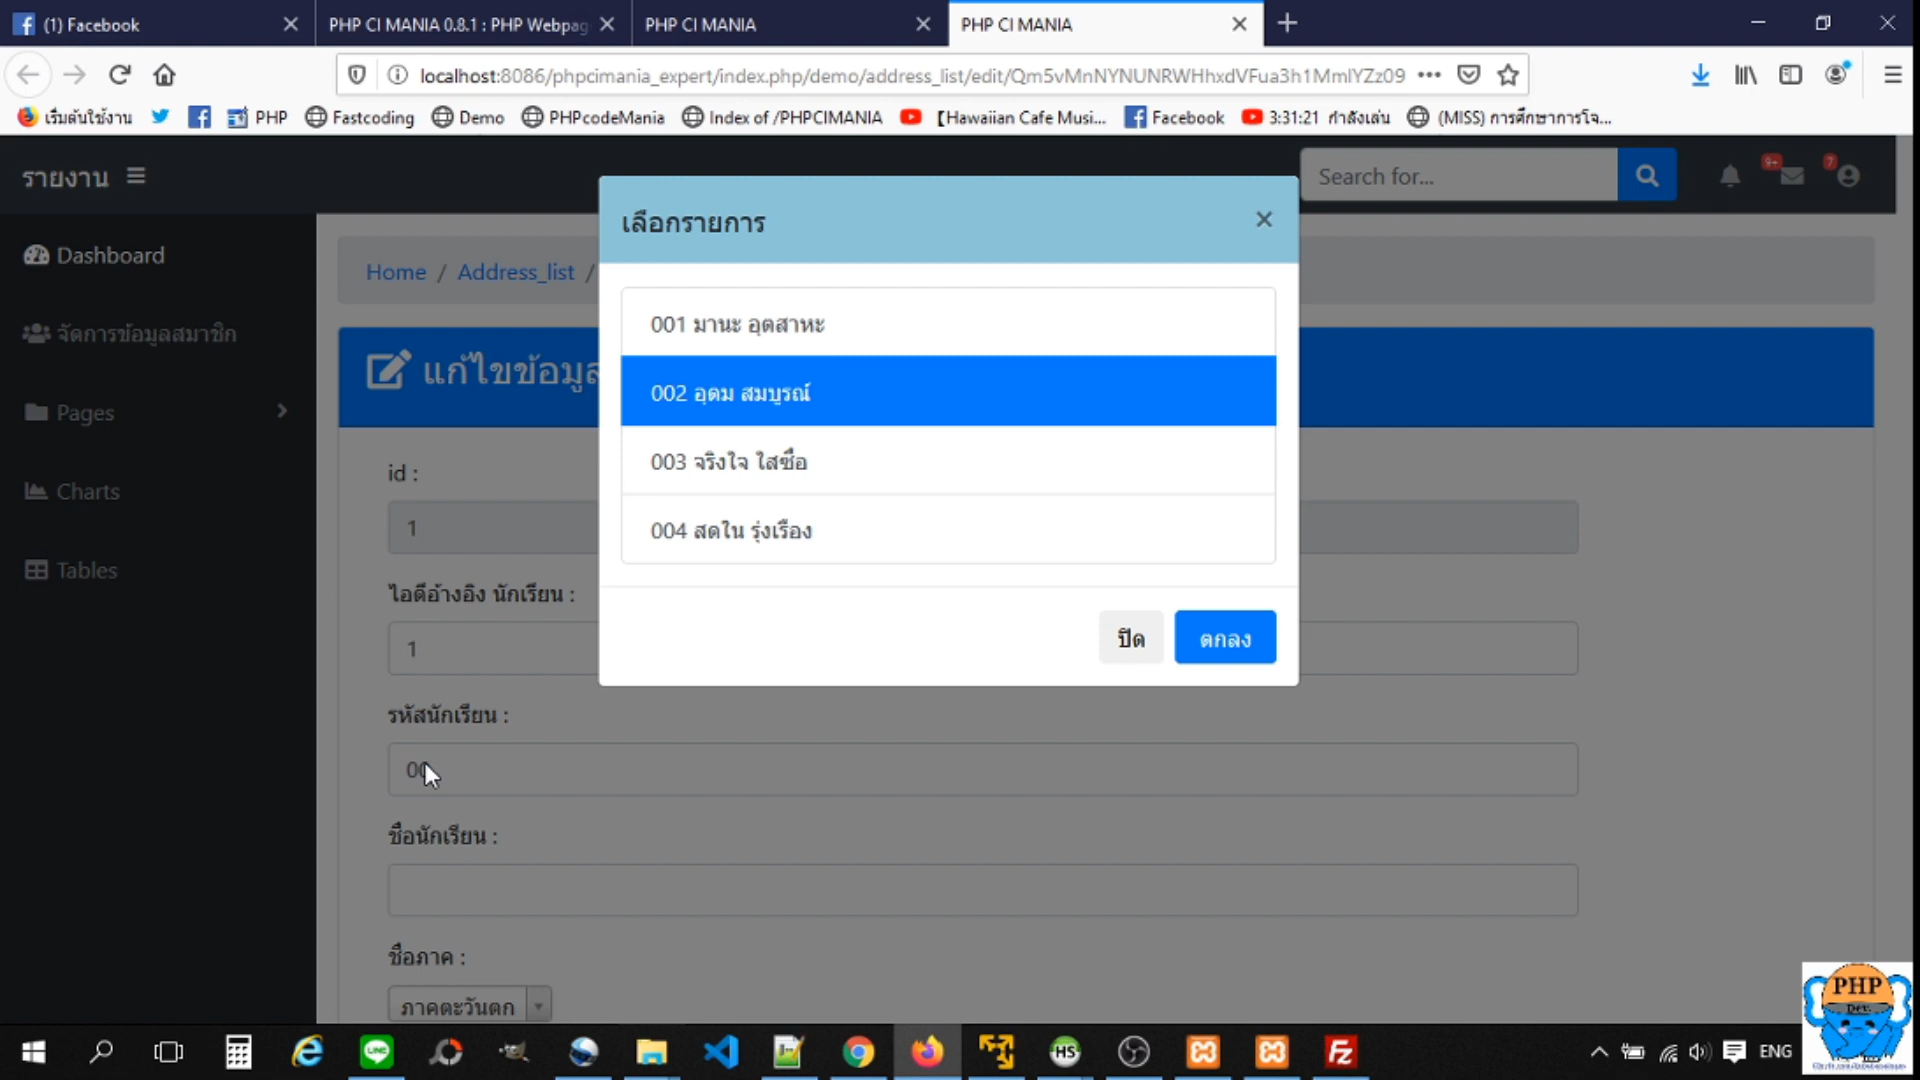 (1) Facebook
PHP CI MANIA 0.8.1 : PHP Webpag
PHP CI MANIA
PHP CI MANIA
localhost:8086/phpcimania_expert/index.php/demo/address_list/edit/Qm5vMnNYNUNRWHhxdVFua3h1MmlYZz09
เริ่มต้นใช้งาน
PHP
Fastcoding
Demo
PHPcodeMania
Index of /PHPCIMANIA
【Hawaiian Cafe Musi...
Facebook
3:31:21 กำลังเล่น
(MISS) การศึกษาการโจ...
รายงาน
Search for...
9+
7
Dashboard
จัดการข้อมูลสมาชิก
Pages
Charts
Tables
Home / Address_list /
แก้ไขข้อมูล
เลือกรายการ
×
001 มานะ อุตสาหะ
002 อุดม สมบูรณ์
003 จริงใจ ใสซื่อ
004 สดใน รุ่งเรือง
ปิด
ตกลง
id :
1
ไอดีอ้างอิง นักเรียน :
1
รหัสนักเรียน :
ชื่อนักเรียน :
ชื่อภาค :
ภาคตะวันตก
LINE
HS
Fz
ENG
PHP
Dev.